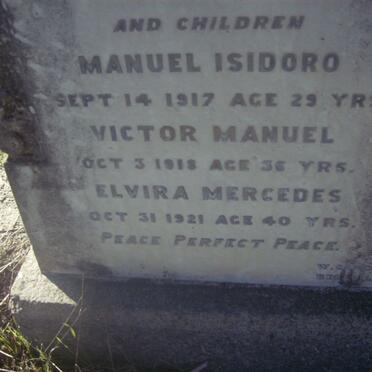 AND CHILDREN
MANUEL ISIDORO
SEPT 14 1917 AGE 29 YRS
VICTOR MANUEL
OCT 3 1918 AGE 36 YRS.
ELVIRA MERCEDES
OCT 31 1921 AGE 40 YRS.
PEACE PERFECT PEACE.